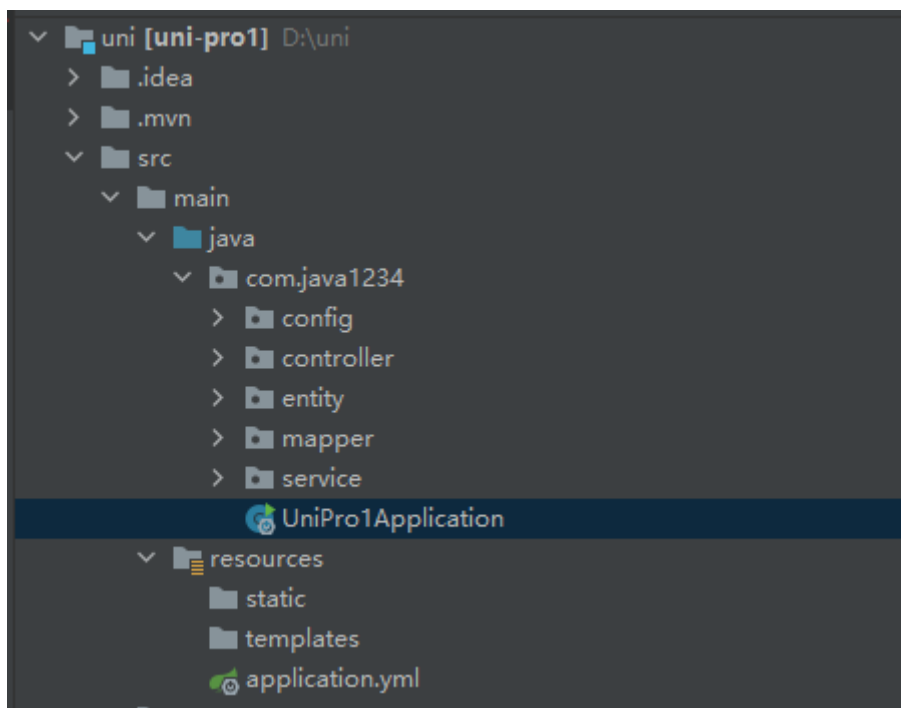 uni [uni-pro1] D:\uni
.idea
.mvn
src
main
java
com.java1234
config
controller
entity
mapper
service
UniPro1Application
resources
static
templates
application.yml